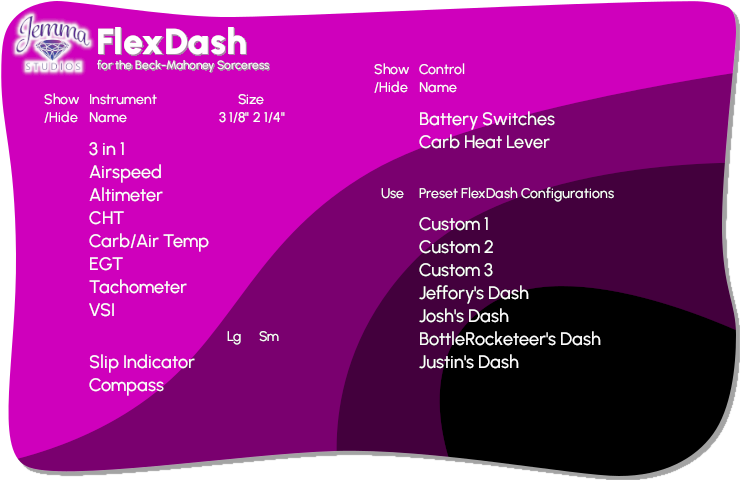 Jemma
STUDIOS
FlexDash
for the Beck-Mahoney Sorceress
Show Instrument Size
/Hide Name 3 1/8" 2 1/4"
3 in 1
Airspeed
Altimeter
CHT
Carb/Air Temp
EGT
Tachometer
VSI
Lg Sm
Slip Indicator
Compass
Show Control
/Hide Name
Battery Switches
Carb Heat Lever
Use Preset FlexDash Configurations
Custom 1
Custom 2
Custom 3
Jeffory's Dash
Josh's Dash
BottleRocketeer's Dash
Justin's Dash